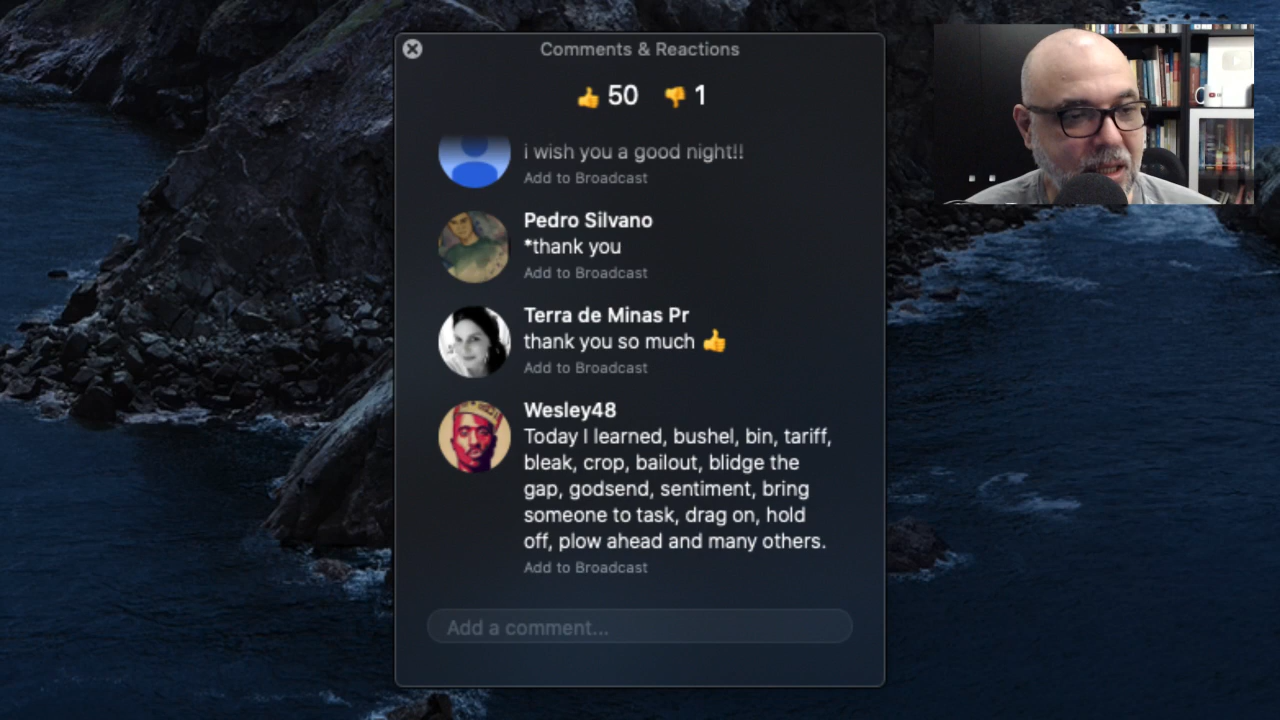 Comments & Reactions
👍 50 👎 1
i wish you a good night!!
Add to Broadcast
Pedro Silvano
*thank you
Add to Broadcast
Terra de Minas Pr
thank you so much 👍
Add to Broadcast
Wesley48
Today I learned, bushel, bin, tariff,
bleak, crop, bailout, blidge the
gap, godsend, sentiment, bring
someone to task, drag on, hold
off, plow ahead and many others.
Add to Broadcast
Add a comment...